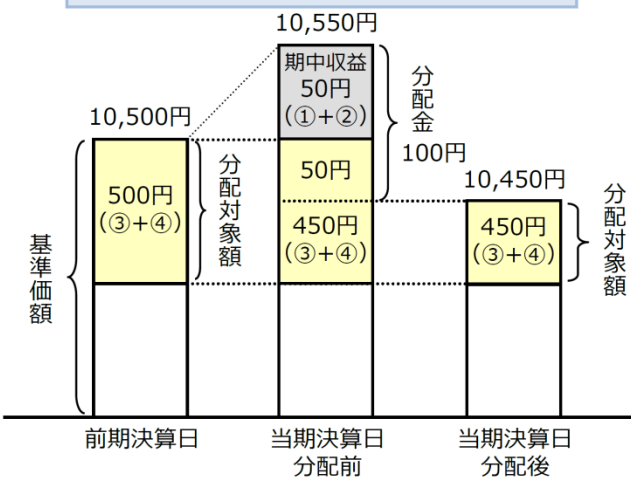 10,550円
期中収益
50円
(①+②)
分配金
100円
10,500円
500円
(③+④)
分配対象額
50円
450円
(③+④)
10,450円
450円
(③+④)
分配対象額
基準価額
前期決算日
当期決算日
分配前
当期決算日
分配後